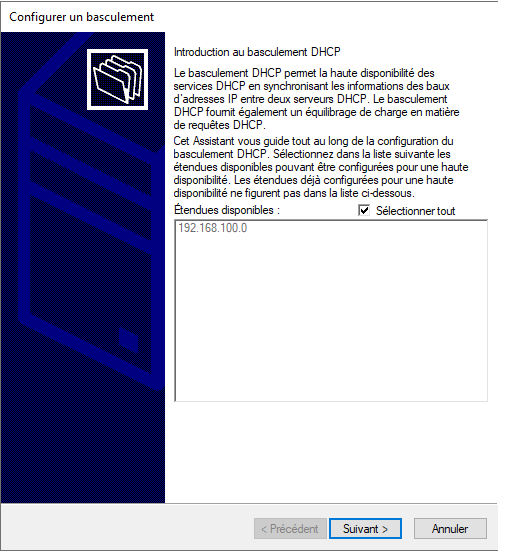 Configurer un basculement
Introduction au basculement DHCP
Le basculement DHCP permet la haute disponibilité des
services DHCP en synchronisant les informations des baux
d'adresses IP entre deux serveurs DHCP. Le basculement
DHCP fournit également un équilibrage de charge en matière
de requêtes DHCP.
Cet Assistant vous guide tout au long de la configuration du
basculement DHCP. Sélectionnez dans la liste suivante les
étendues disponibles pouvant être configurées pour une haute
disponibilité. Les étendues déjà configurées pour une haute
disponibilité ne figurent pas dans la liste ci-dessous.
Étendues disponibles : Sélectionner tout
192.168.100.0
< Précédent Suivant > Annuler